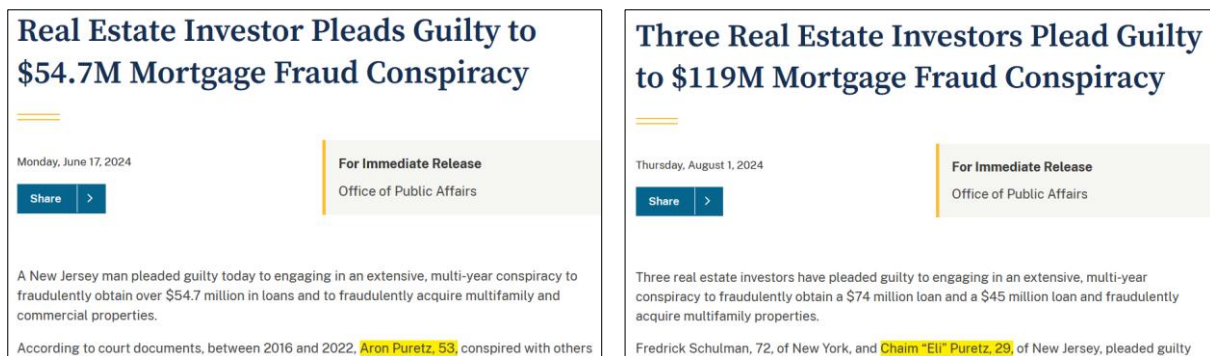 Real Estate Investor Pleads Guilty to
$54.7M Mortgage Fraud Conspiracy
Monday, June 17, 2024
Share
For Immediate Release
Office of Public Affairs
A New Jersey man pleaded guilty today to engaging in an extensive, multi-year conspiracy to
fraudulently obtain over $54.7 million in loans and to fraudulently acquire multifamily and
commercial properties.
According to court documents, between 2016 and 2022, Aron Puretz, 53, conspired with others
Three Real Estate Investors Plead Guilty
to $119M Mortgage Fraud Conspiracy
Thursday, August 1, 2024
Share
For Immediate Release
Office of Public Affairs
Three real estate investors have pleaded guilty to engaging in an extensive, multi-year
conspiracy to fraudulently obtain a $74 million loan and a $45 million loan and fraudulently
acquire multifamily properties.
Fredrick Schulman, 72, of New York, and Chaim “Eli” Puretz, 29, of New Jersey, pleaded guilty